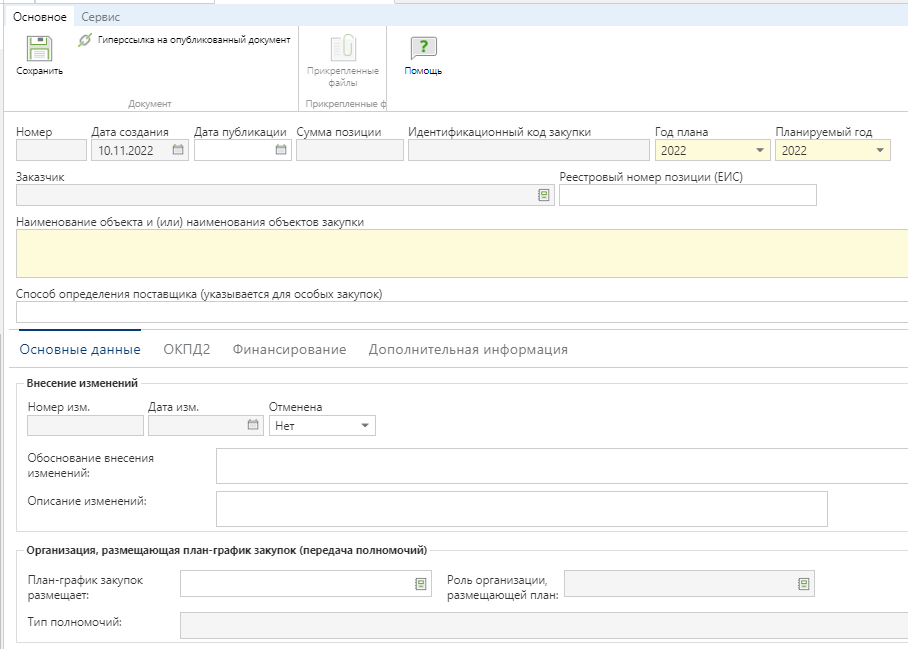 Основное Сервис
Гиперссылка на опубликованный документ
Сохранить
Прикрепленные
файлы
Помощь
Документ
Прикрепленные ф
Номер Дата создания Дата публикации Сумма позиции Идентификационный код закупки Год плана Планируемый год
10.11.2022 2022 2022
Заказчик Реестровый номер позиции (ЕИС)
Наименование объекта и (или) наименования объектов закупки
Способ определения поставщика (указывается для особых закупок)
Основные данные ОКПД2 Финансирование Дополнительная информация
Внесение изменений
Номер изм. Дата изм. Отменена
Нет
Обоснование внесения
изменений:
Описание изменений:
Организация, размещающая план-график закупок (передача полномочий)
План-график закупок
размещает:
Роль организации,
размещающей план:
Тип полномочий: